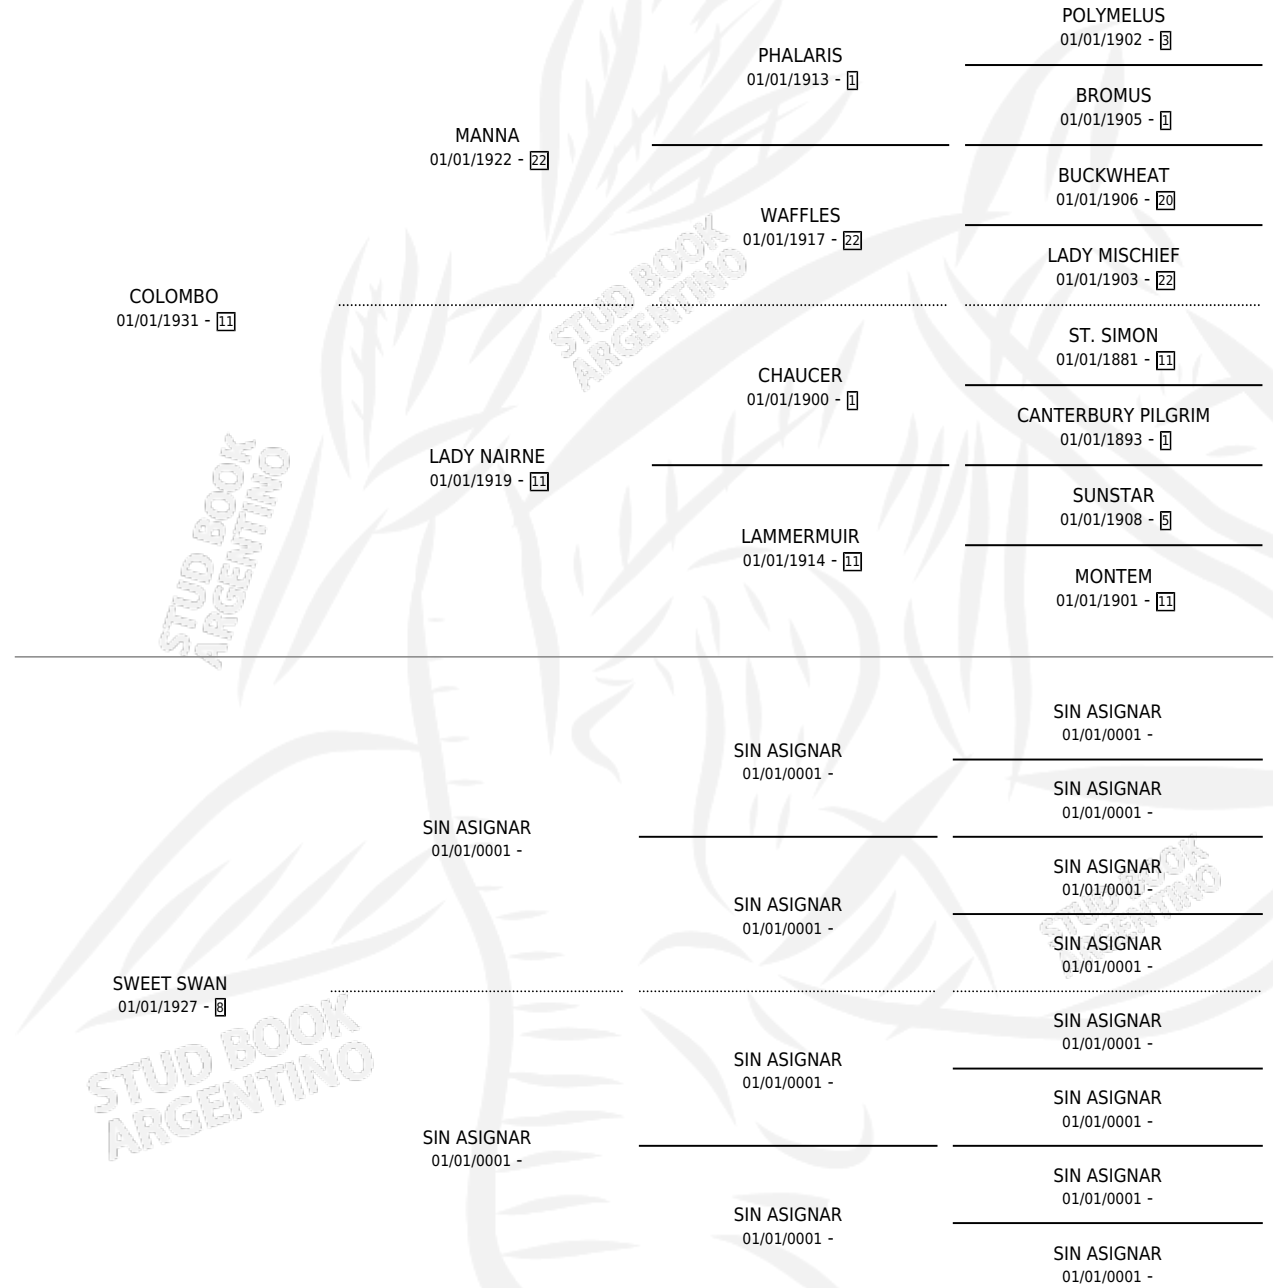 COLOMBO
01/01/1931 - 11
MANNA
01/01/1922 - 22
PHALARIS
01/01/1913 - 1
POLYMELUS
01/01/1902 - 3
BROMUS
01/01/1905 - 1
WAFFLES
01/01/1917 - 22
BUCKWHEAT
01/01/1906 - 20
LADY MISCHIEF
01/01/1903 - 22
LADY NAIRNE
01/01/1919 - 11
CHAUCER
01/01/1900 - 1
ST. SIMON
01/01/1881 - 11
CANTERBURY PILGRIM
01/01/1893 - 1
LAMMERMUIR
01/01/1914 - 11
SUNSTAR
01/01/1908 - 5
MONTEM
01/01/1901 - 11
SWEET SWAN
01/01/1927 - 8
SIN ASIGNAR
01/01/0001 -
SIN ASIGNAR
01/01/0001 -
SIN ASIGNAR
01/01/0001 -
SIN ASIGNAR
01/01/0001 -
SIN ASIGNAR
01/01/0001 -
SIN ASIGNAR
01/01/0001 -
SIN ASIGNAR
01/01/0001 -
SIN ASIGNAR
01/01/0001 -
SIN ASIGNAR
01/01/0001 -
SIN ASIGNAR
01/01/0001 -
SIN ASIGNAR
01/01/0001 -
SIN ASIGNAR
01/01/0001 -
SIN ASIGNAR
01/01/0001 -
SIN ASIGNAR
01/01/0001 -
STUD BOOK
ARGENTINO
STUD BOOK
ARGENTINO
STUD BOOK
ARGENTINO
STUD BOOK
ARGENTINO